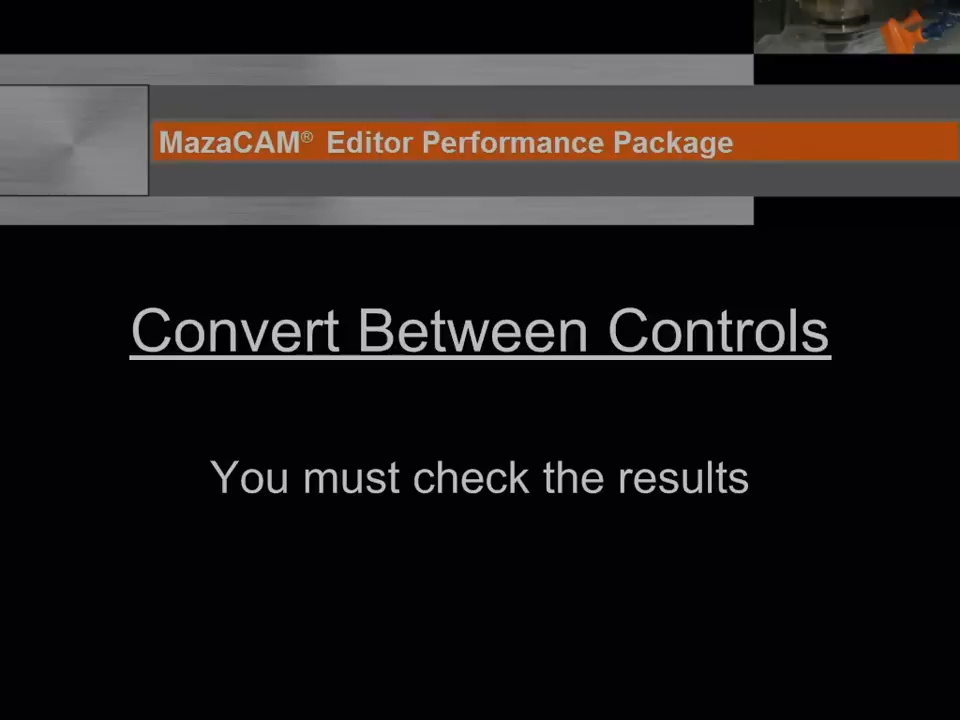 MazaCAM® Editor Performance Package
Convert Between Controls
You must check the results